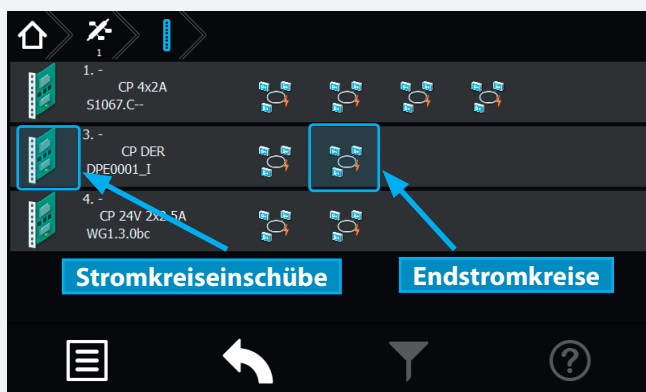 1
1. -
CP 4x2A
S1067.C--
3. -
CP DER
DPE0001_I
4. -
CP 24V 2x2.5A
WG1.3.0bc
Stromkreiseinschübe
Endstromkreise
?